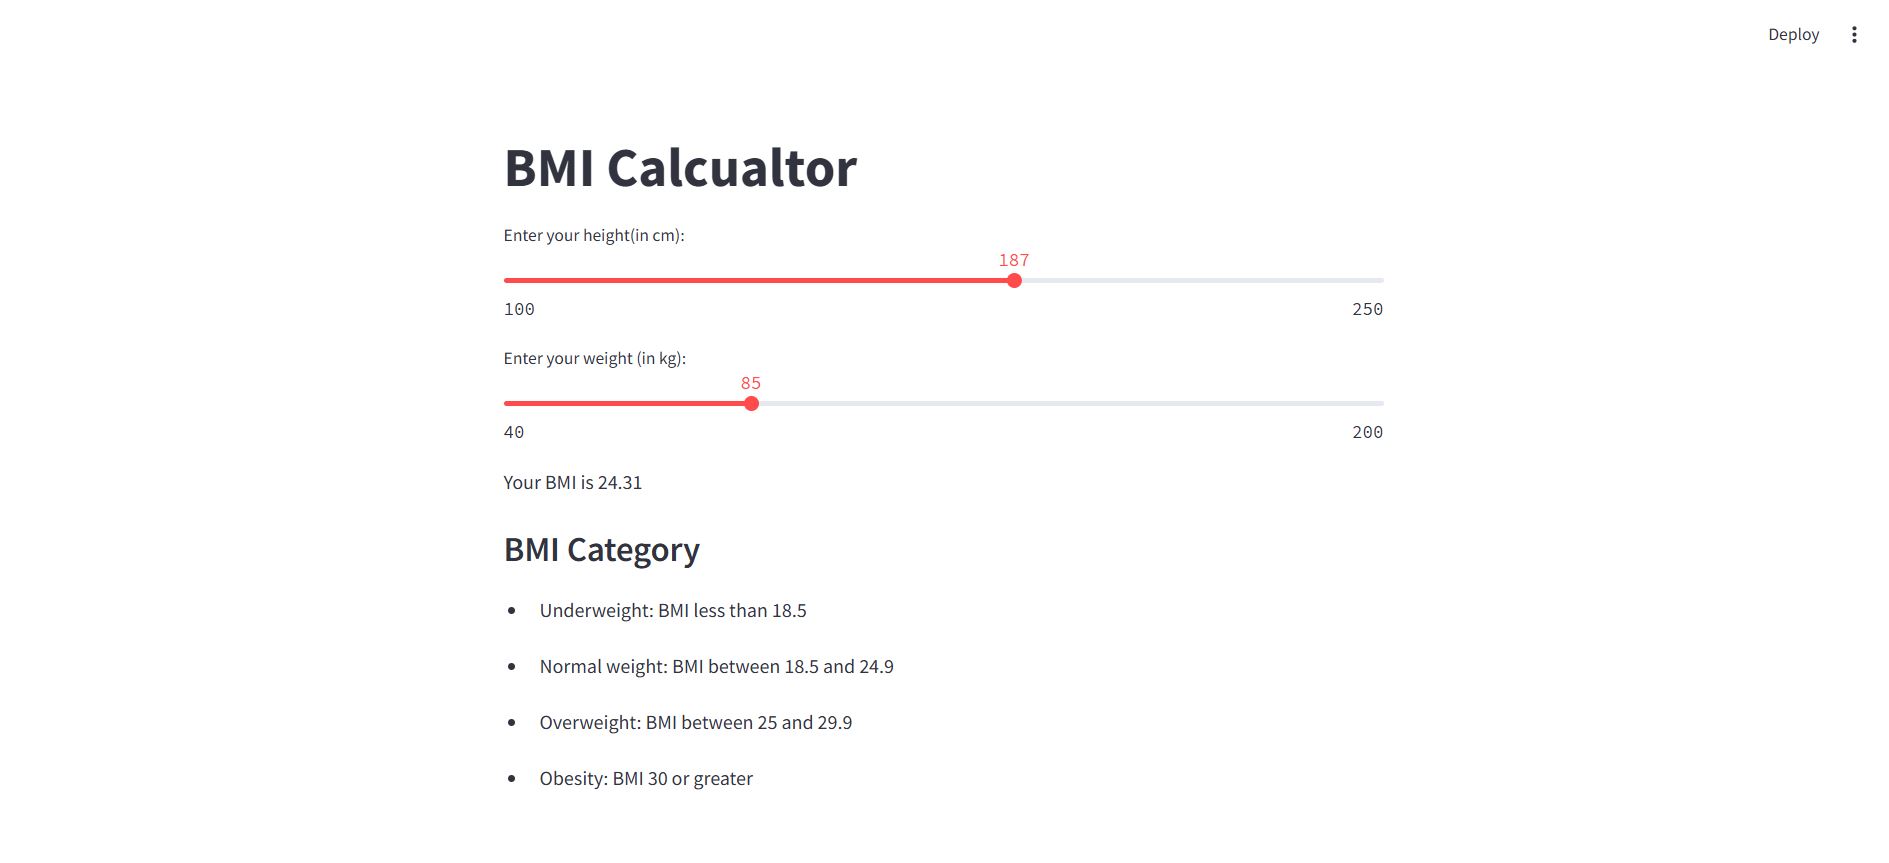 Deploy
BMI Calcualtor
Enter your height(in cm):
187
100 250
Enter your weight (in kg):
85
40 200
Your BMI is 24.31
BMI Category
Underweight: BMI less than 18.5
Normal weight: BMI between 18.5 and 24.9
Overweight: BMI between 25 and 29.9
Obesity: BMI 30 or greater